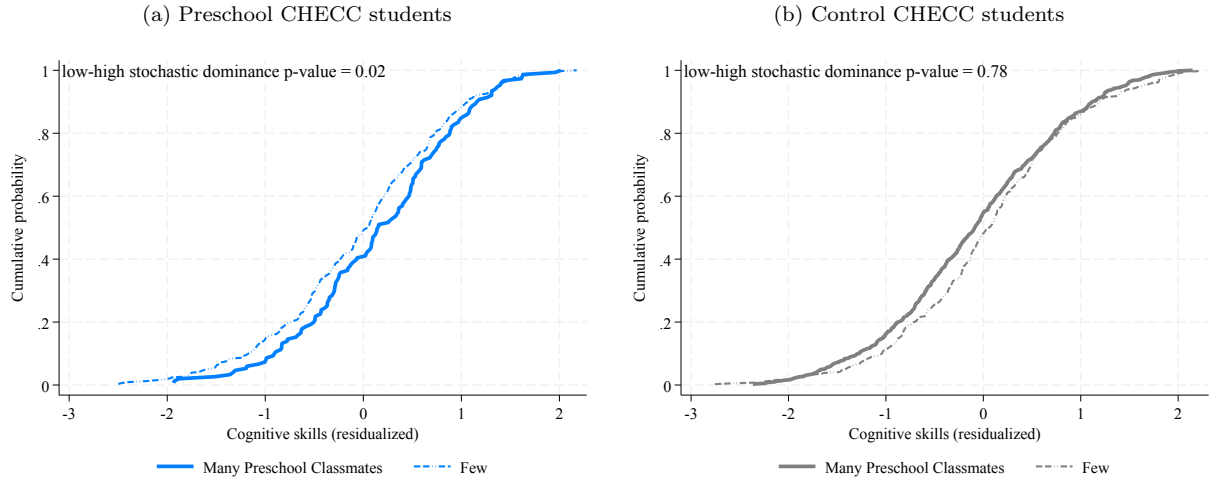 (a) Preschool CHECC students
low-high stochastic dominance p-value = 0.02
Cumulative probability
1
.8
.6
.4
.2
0
-3 -2 -1 0 1 2
Cognitive skills (residualized)
Many Preschool Classmates Few
(b) Control CHECC students
low-high stochastic dominance p-value = 0.78
Cumulative probability
1
.8
.6
.4
.2
0
-3 -2 -1 0 1 2
Cognitive skills (residualized)
Many Preschool Classmates Few